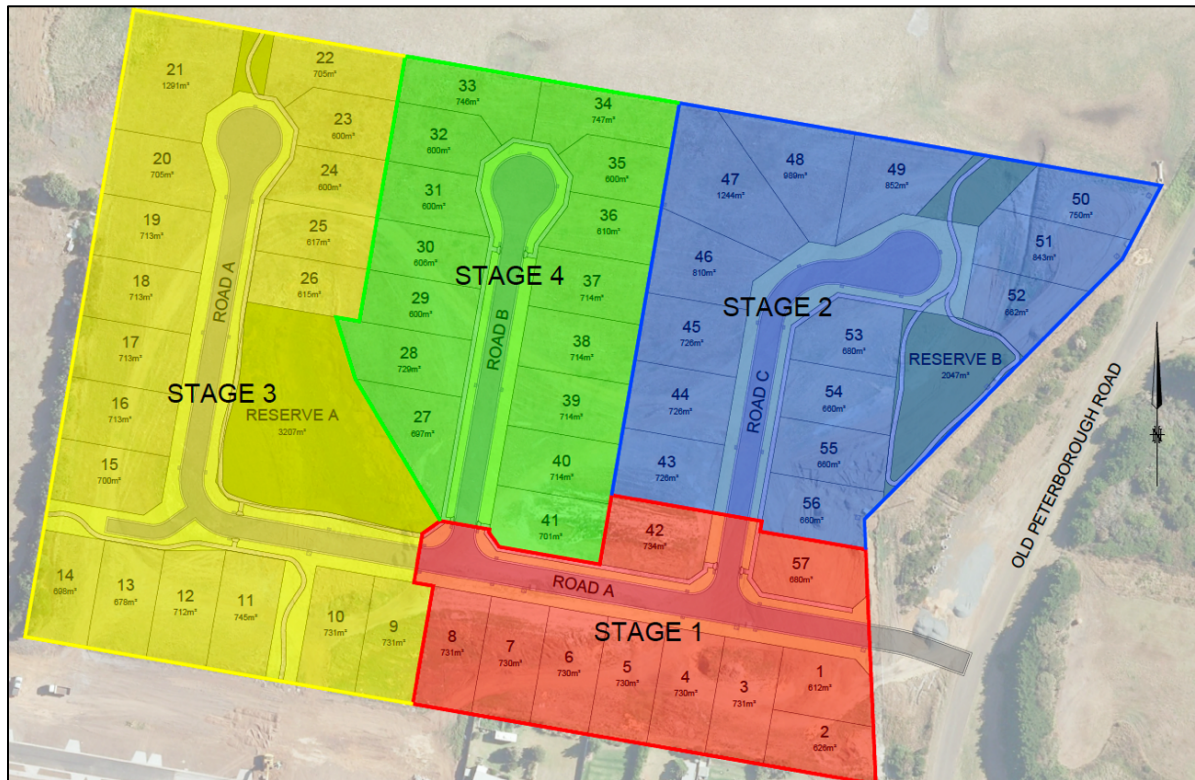 21
1291m²
22
705m²
23
600m²
20
705m²
24
600m²
19
713m²
25
617m²
18
713m²
26
615m²
ROAD A
17
713m²
STAGE 3
16
713m²
RESERVE A
3207m²
15
700m²
14
698m²
13
678m²
12
712m²
11
745m²
10
731m²
9
731m²
33
746m²
34
747m²
32
600m²
35
600m²
31
600m²
36
610m²
30
606m²
STAGE 4
37
714m²
29
600m²
ROAD B
38
714m²
28
729m²
39
714m²
27
697m²
40
714m²
41
701m²
47
1244m²
48
989m²
49
852m²
50
750m²
51
843m²
46
810m²
52
662m²
STAGE 2
45
726m²
53
680m²
RESERVE B
2047m²
44
726m²
ROAD C
54
660m²
43
726m²
55
660m²
56
660m²
OLD PETERBOROUGH ROAD
N
42
734m²
57
680m²
ROAD A
STAGE 1
8
731m²
7
730m²
6
730m²
5
730m²
4
730m²
3
731m²
1
612m²
2
626m²